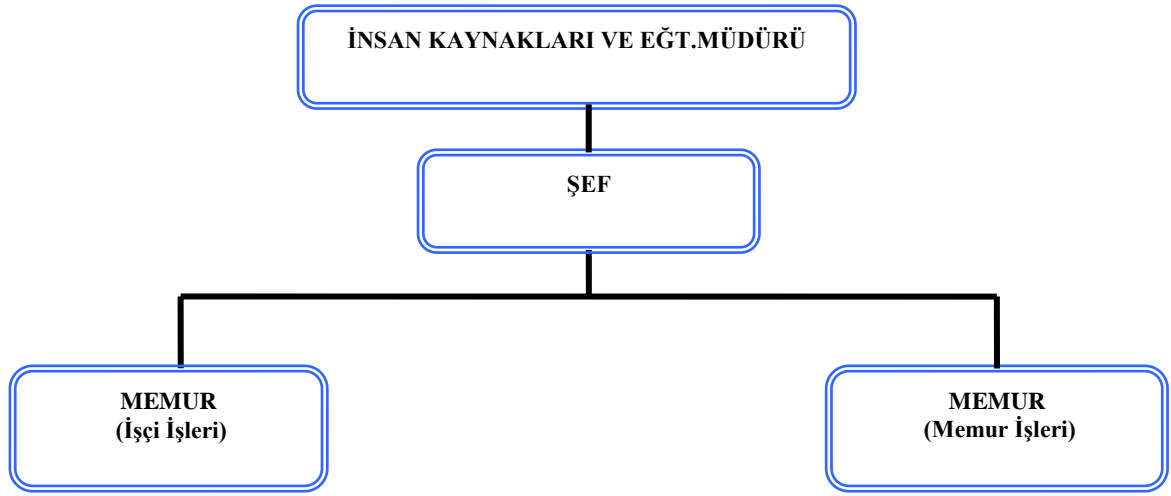 İNSAN KAYNAKLARI VE EĞT.MÜDÜRÜ
ŞEF
MEMUR
(İşçi İşleri)
MEMUR
(Memur İşleri)